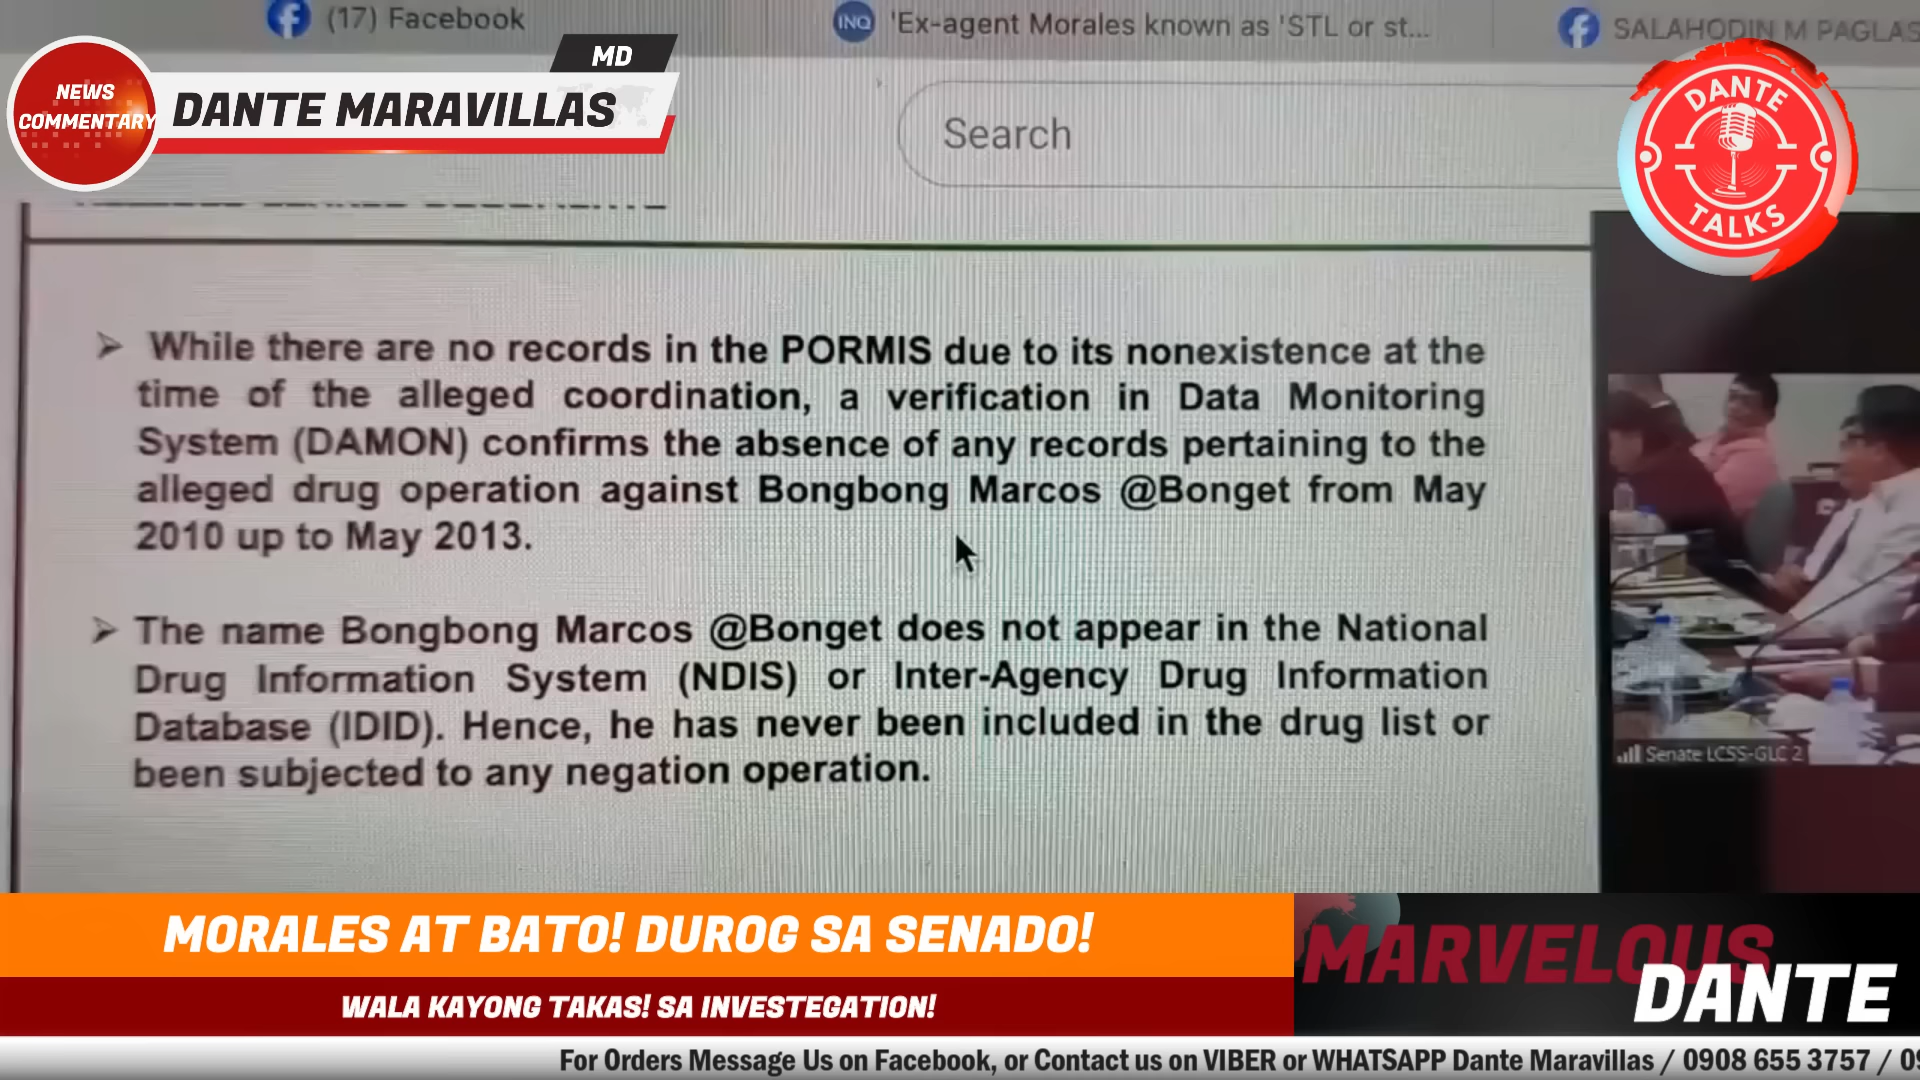 (17) Facebook
INQ
'Ex-agent Morales known as 'STL or st...
SALAHODIN M PAGLAS
MD
NEWS
COMMENTARY
DANTE MARAVILLAS
DANTE
TALKS
Search
➢ While there are no records in the PORMIS due to its nonexistence at the
time of the alleged coordination, a verification in Data Monitoring
System (DAMON) confirms the absence of any records pertaining to the
alleged drug operation against Bongbong Marcos @Bonget from May
2010 up to May 2013.
➢ The name Bongbong Marcos @Bonget does not appear in the National
Drug Information System (NDIS) or Inter-Agency Drug Information
Database (IDID). Hence, he has never been included in the drug list or
been subjected to any negation operation.
Senate LCSS-GLC 2
MORALES AT BATO! DUROG SA SENADO!
WALA KAYONG TAKAS! SA INVESTEGATION!
MARVELOUS
DANTE
For Orders Message Us on Facebook, or Contact us on VIBER or WHATSAPP Dante Maravillas / 0908 655 3757 / 09